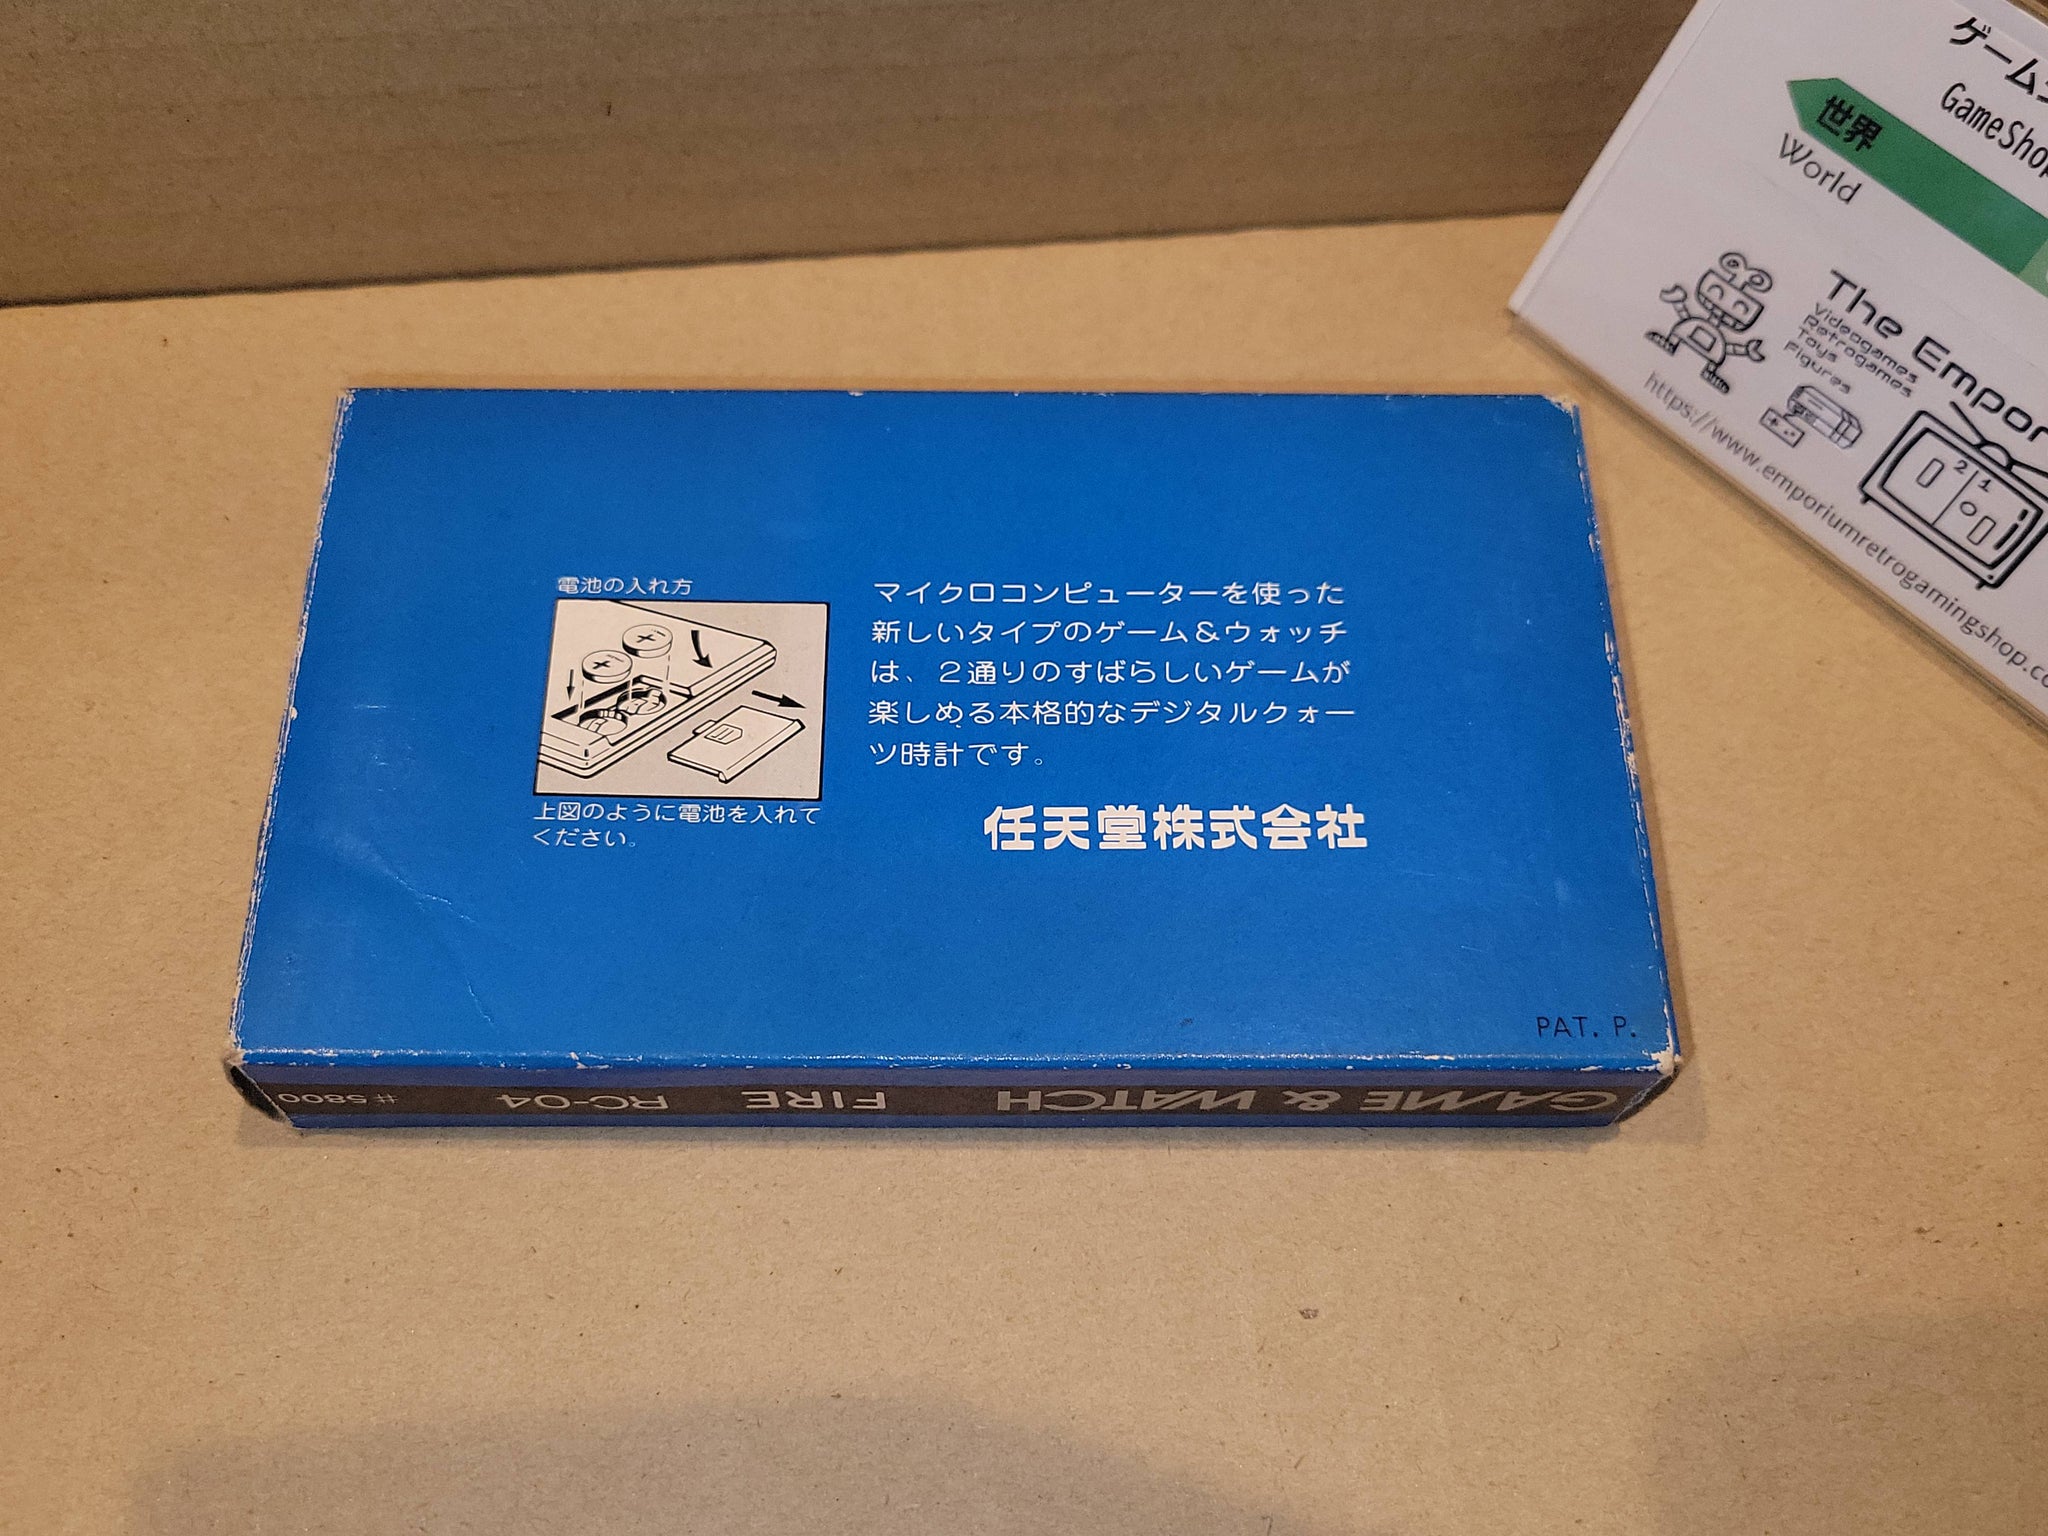 電池の入れ方
上図のように電池を入れて
ください。
マイクロコンピューターを使った
新しいタイプのゲーム&ウォッチ
は、2通りのすばらしいゲームが
楽しめる本格的なデジタルクォー
ツ時計です。
任天堂株式会社
PAT. P.
GAME & WATCH FIRE RC-04 #5800
世界
World
The
Videogames
Retrogames
Toys
Figures
2 1